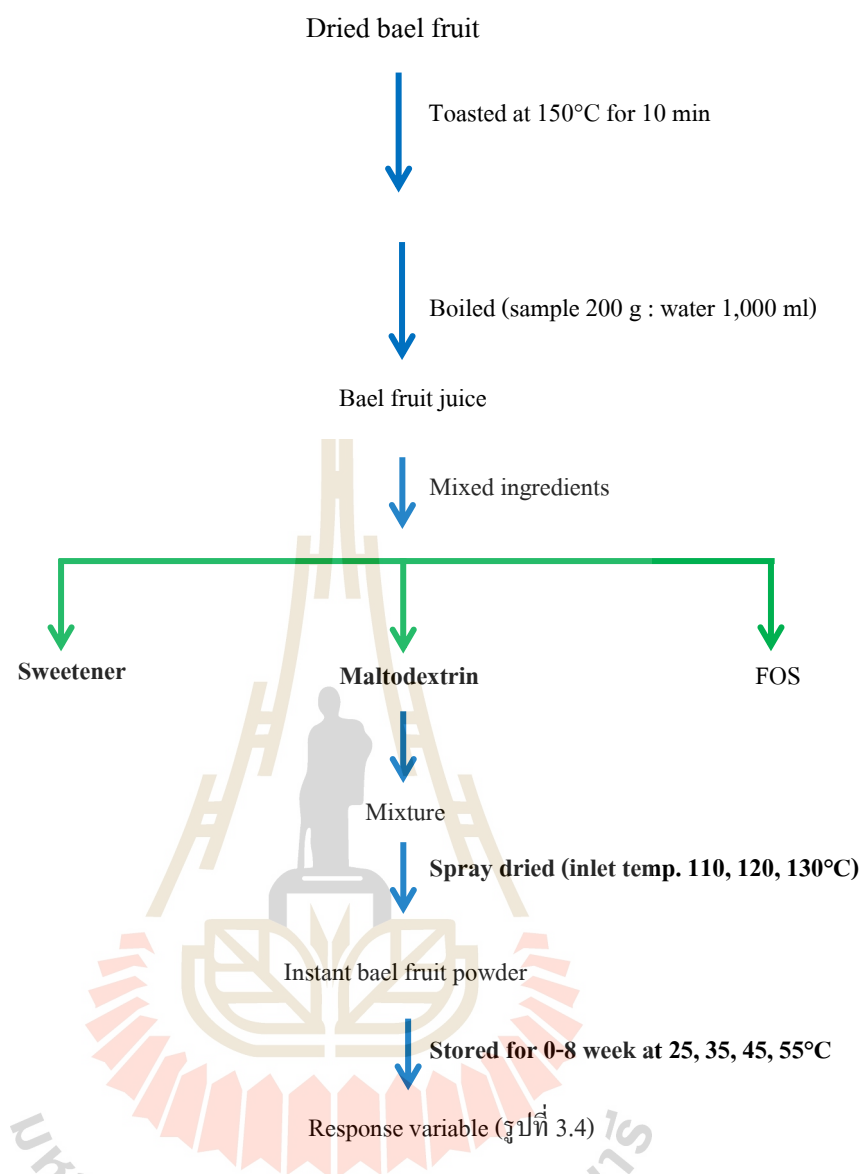 Dried bael fruit
Toasted at 150°C for 10 min
Boiled (sample 200 g : water 1,000 ml)
Bael fruit juice
Mixed ingredients
Sweetener
Maltodextrin
FOS
Mixture
Spray dried (inlet temp. 110, 120, 130°C)
Instant bael fruit powder
Stored for 0-8 week at 25, 35, 45, 55°C
Response variable (รูปที่ 3.4)